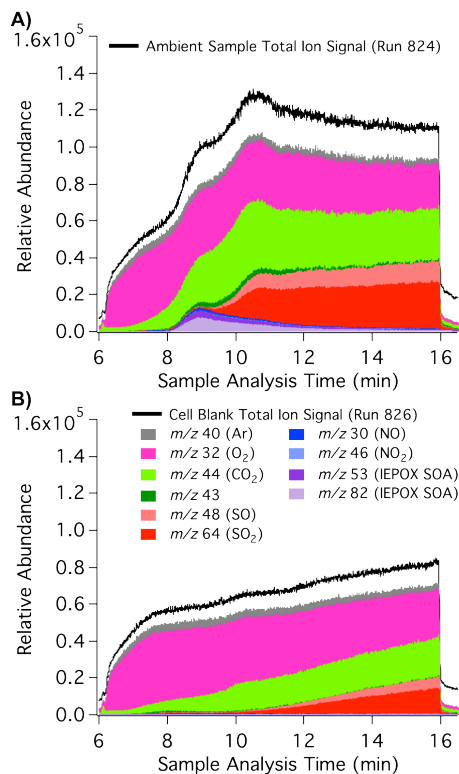 A)
1.6x10⁵
Ambient Sample Total Ion Signal (Run 824)
1.4
1.2
1.0
0.8
0.6
0.4
0.2
0.0
Relative Abundance
6 8 10 12 14 16
Sample Analysis Time (min)
B)
1.6x10⁵
Cell Blank Total Ion Signal (Run 826)
m/z 40 (Ar) m/z 30 (NO)
m/z 32 (O₂) m/z 46 (NO₂)
m/z 44 (CO₂) m/z 53 (IEPOX SOA)
m/z 43 m/z 82 (IEPOX SOA)
m/z 48 (SO)
m/z 64 (SO₂)
1.4
1.2
1.0
0.8
0.6
0.4
0.2
0.0
Relative Abundance
6 8 10 12 14 16
Sample Analysis Time (min)